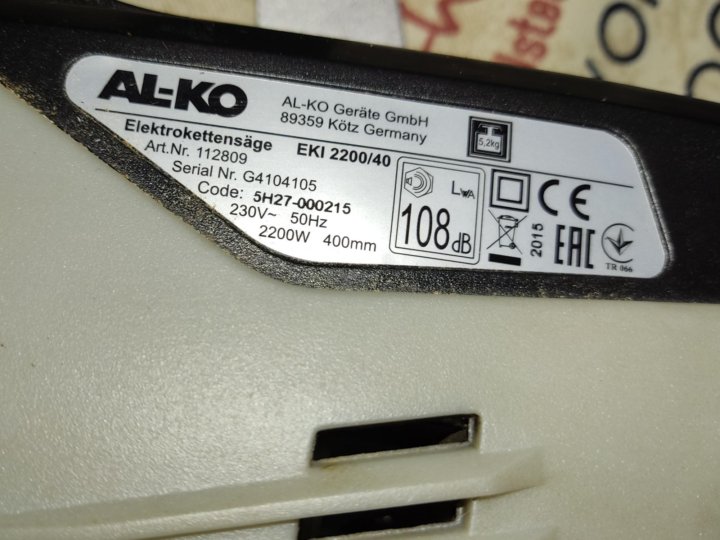 AL-KO
AL-KO Geräte GmbH
89359 Kötz Germany
5,2kg
Elektrokettensäge EKI 2200/40
Art.Nr. 112809
Serial Nr. G4104105
Code: 5H27-000215
230V~ 50Hz
2200W 400mm
LWA
108dB
CE
2015
EAC
TR 066